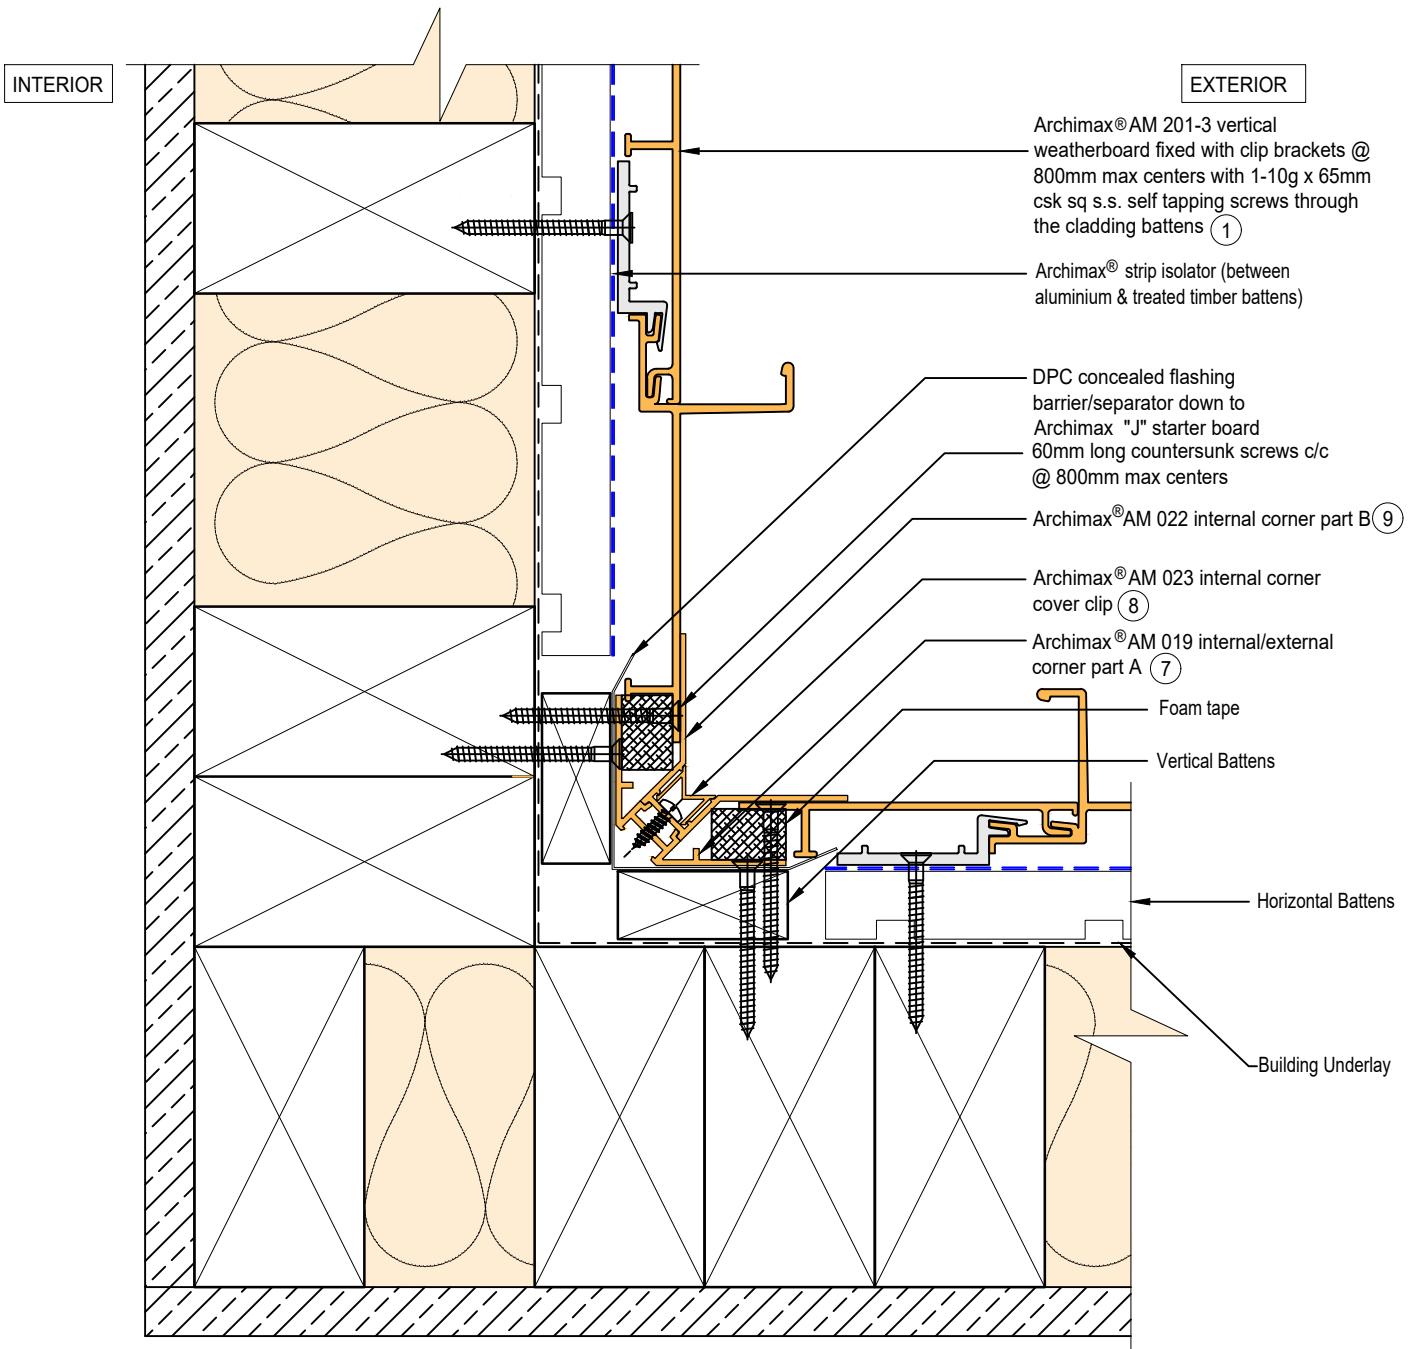 INTERIOR
EXTERIOR
Archimax® AM 201-3 vertical
weatherboard fixed with clip brackets @
800mm max centers with 1-10g x 65mm
csk sq s.s. self tapping screws through
the cladding battens 1
Archimax® strip isolator (between
aluminium & treated timber battens)
DPC concealed flashing
barrier/separator down to
Archimax "J" starter board
60mm long countersunk screws c/c
@ 800mm max centers
Archimax® AM 022 internal corner part B 9
Archimax® AM 023 internal corner
cover clip 8
Archimax® AM 019 internal/external
corner part A 7
Foam tape
Vertical Battens
Horizontal Battens
Building Underlay